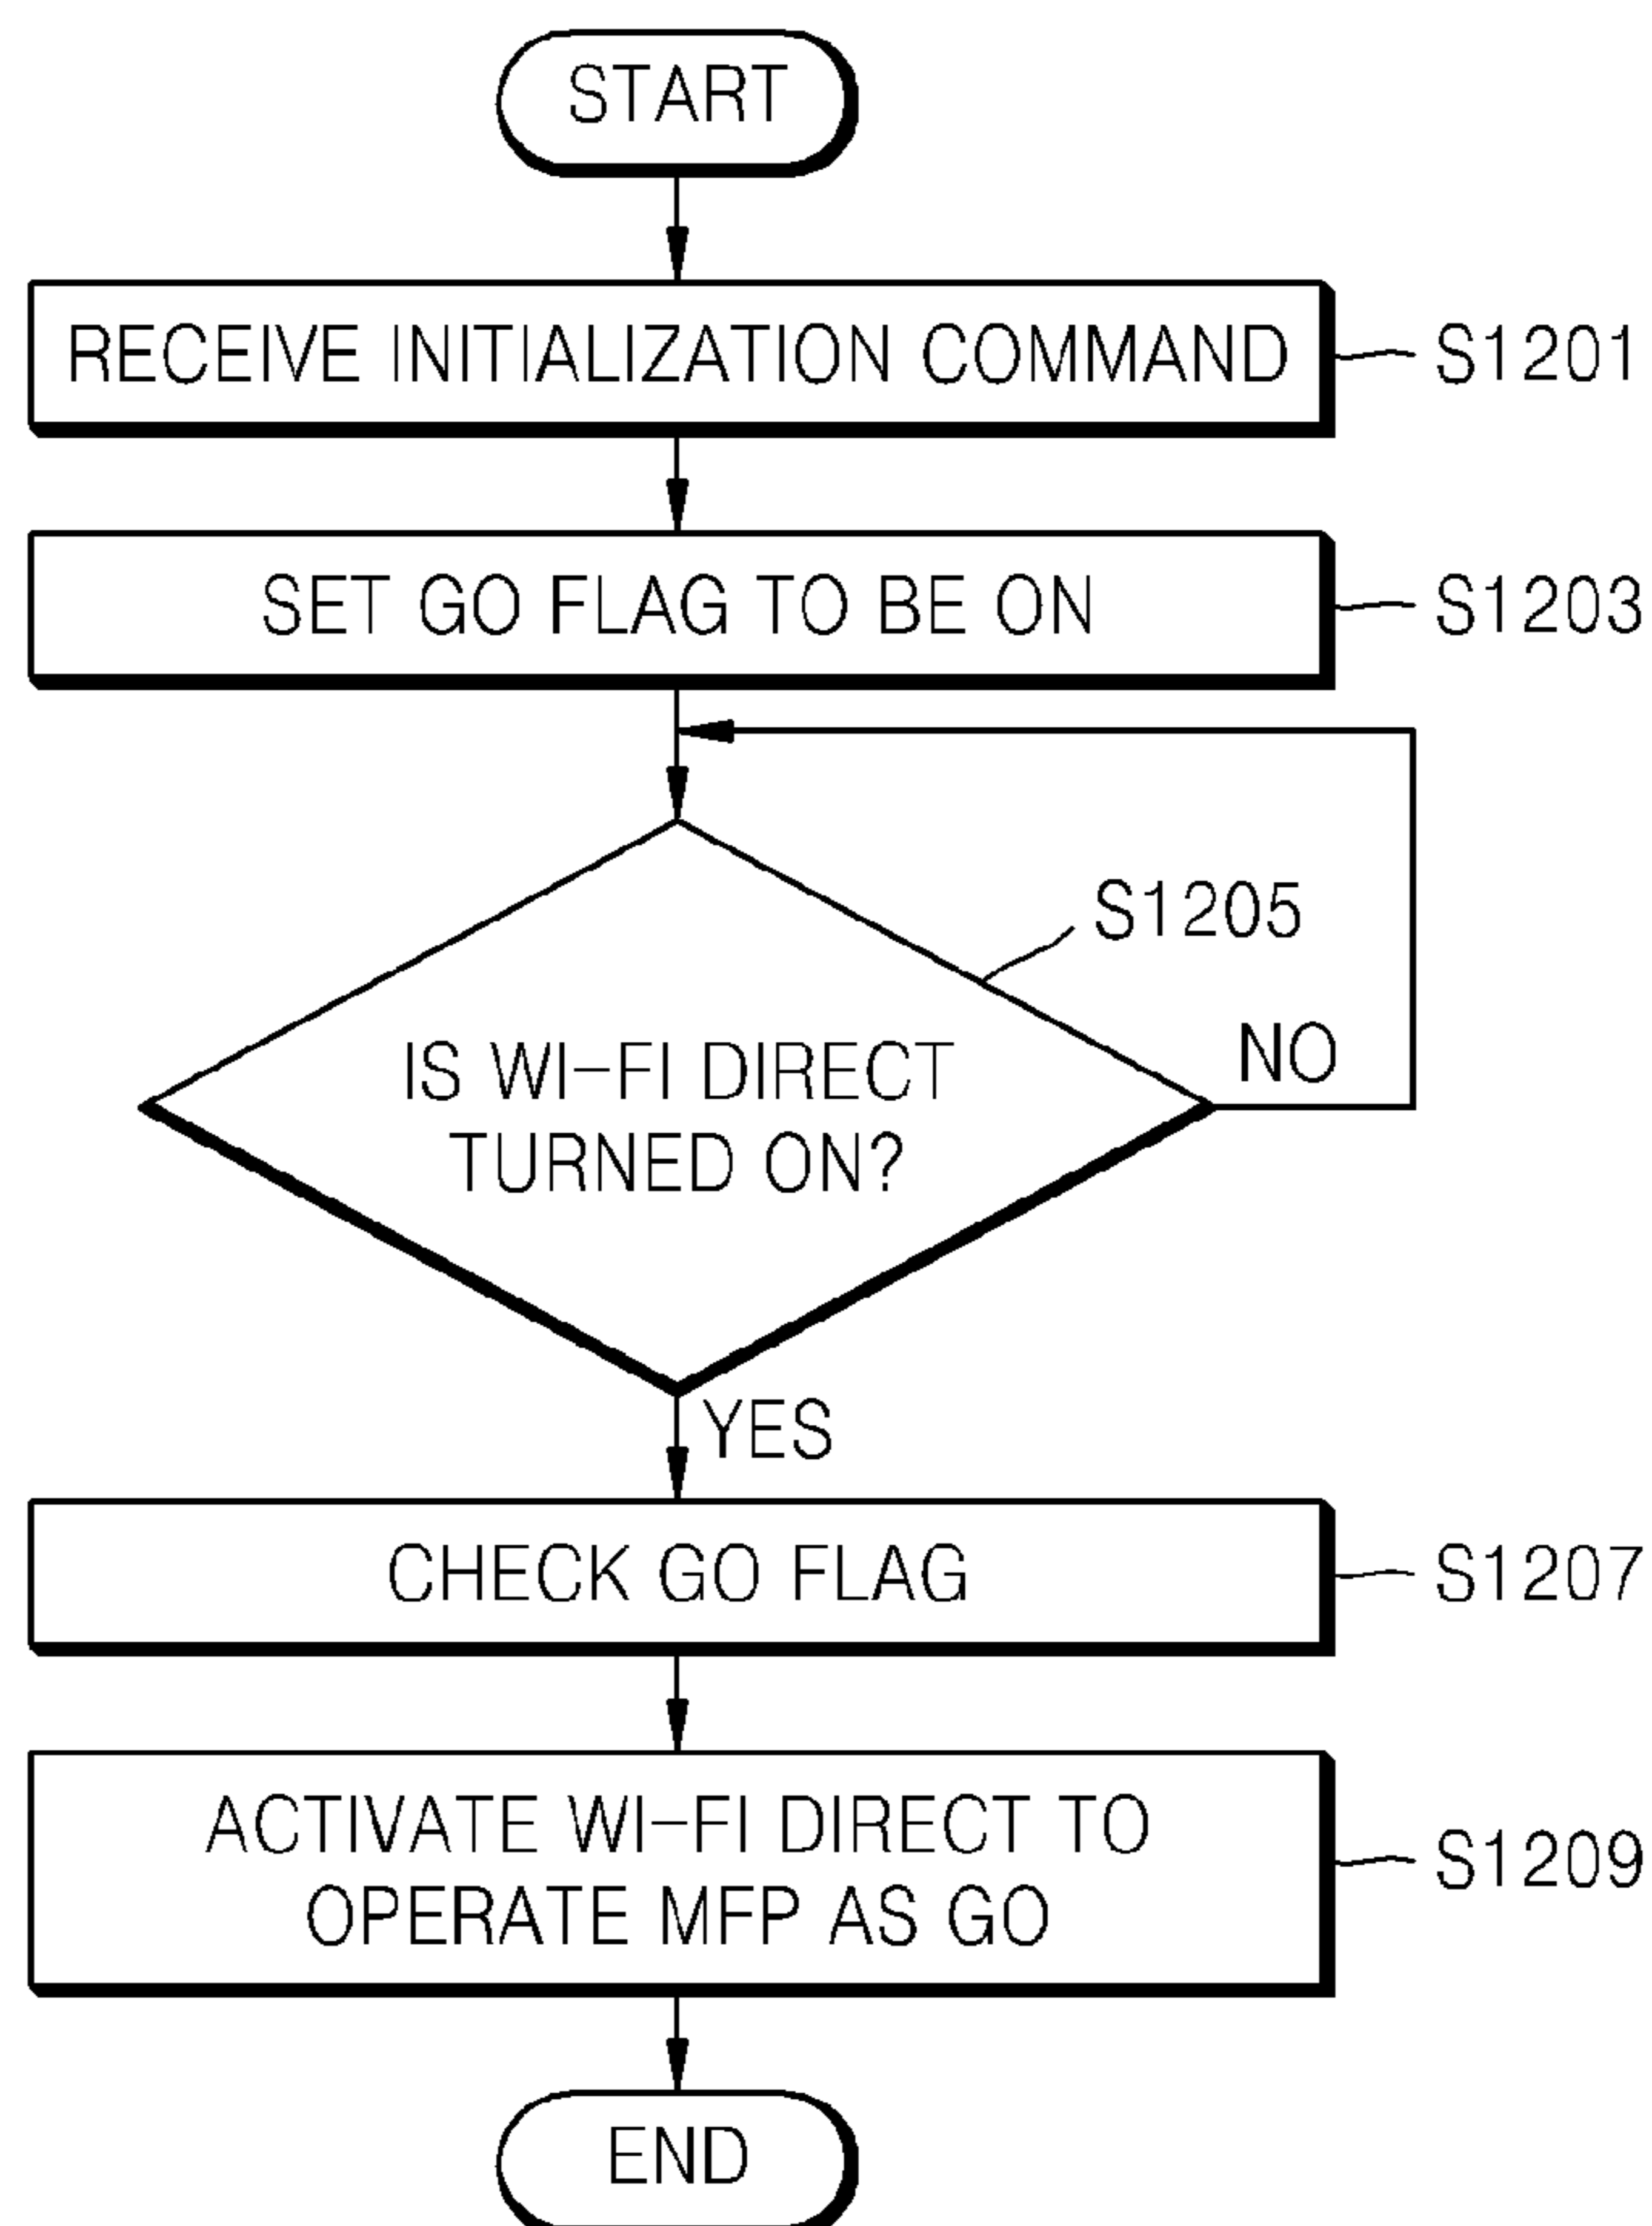 START
RECEIVE INITIALIZATION COMMAND
S1201
SET GO FLAG TO BE ON
S1203
S1205
NO
IS WI-FI DIRECT
TURNED ON?
YES
CHECK GO FLAG
S1207
ACTIVATE WI-FI DIRECT TO
OPERATE MFP AS GO
S1209
END